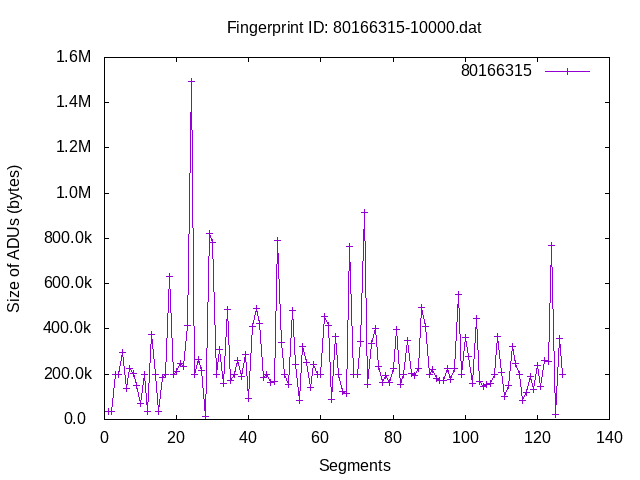 Fingerprint ID: 80166315-10000.dat
80166315
Size of ADUs (bytes)
1.6M
1.4M
1.2M
1.0M
800.0k
600.0k
400.0k
200.0k
0.0
0 20 40 60 80 100 120 140
Segments